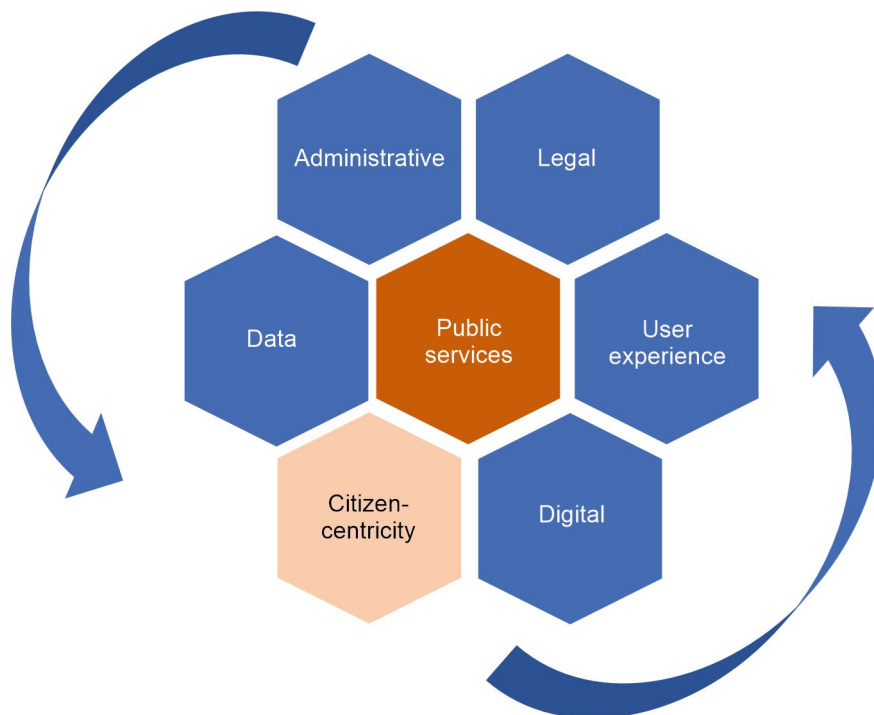 Administrative
Legal
Data
Public
services
User
experience
Citizen-
centricity
Digital